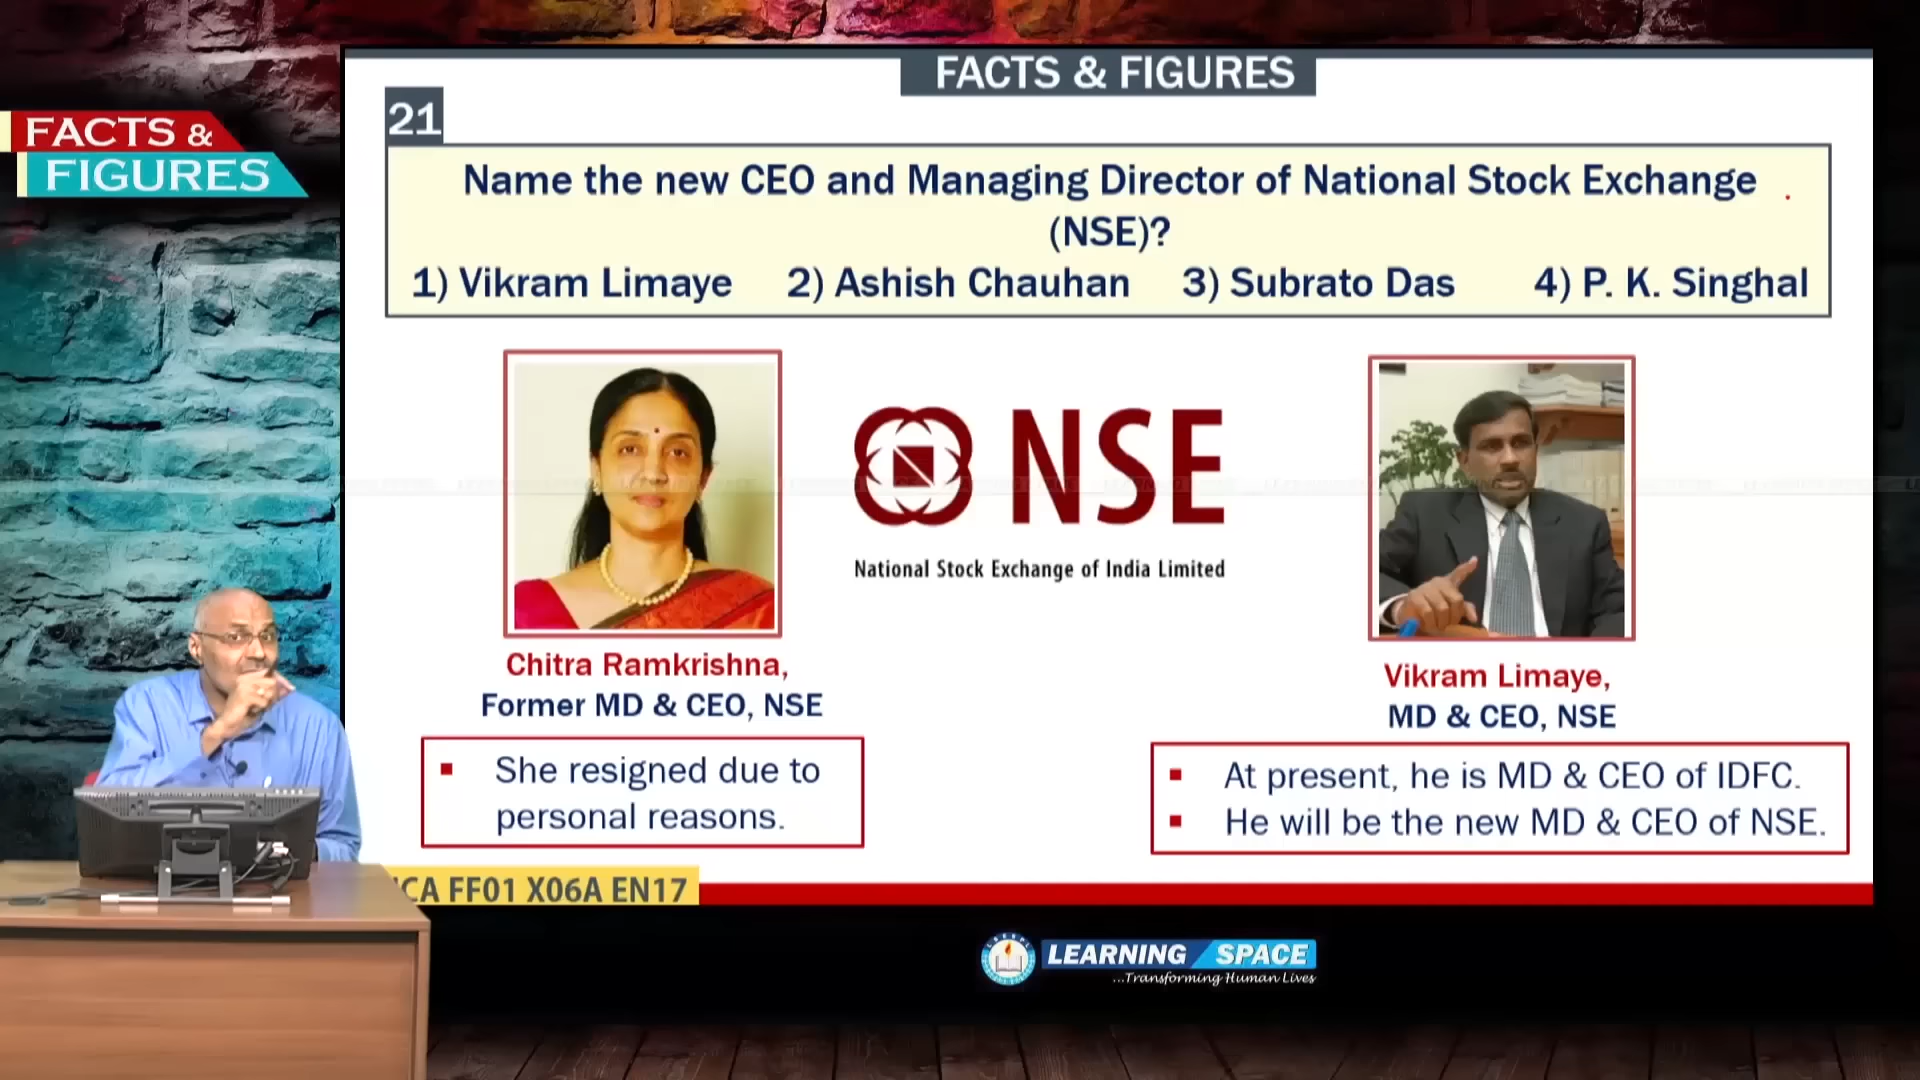 FACTS & FIGURES
FACTS &
FIGURES
21
Name the new CEO and Managing Director of National Stock Exchange
(NSE)?
1) Vikram Limaye 2) Ashish Chauhan 3) Subrato Das 4) P. K. Singhal
NSE
National Stock Exchange of India Limited
Chitra Ramkrishna,
Former MD & CEO, NSE
She resigned due to
personal reasons.
Vikram Limaye,
MD & CEO, NSE
At present, he is MD & CEO of IDFC.
He will be the new MD & CEO of NSE.
CA FF01 X06A EN17
LEARNING SPACE
...Transforming Human Lives